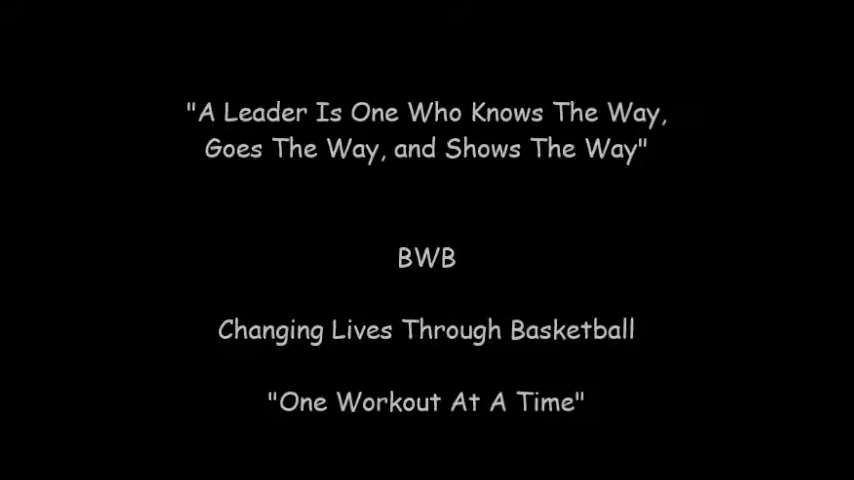 "A Leader Is One Who Knows The Way,
Goes The Way, and Shows The Way"
BWB
Changing Lives Through Basketball
"One Workout At A Time"